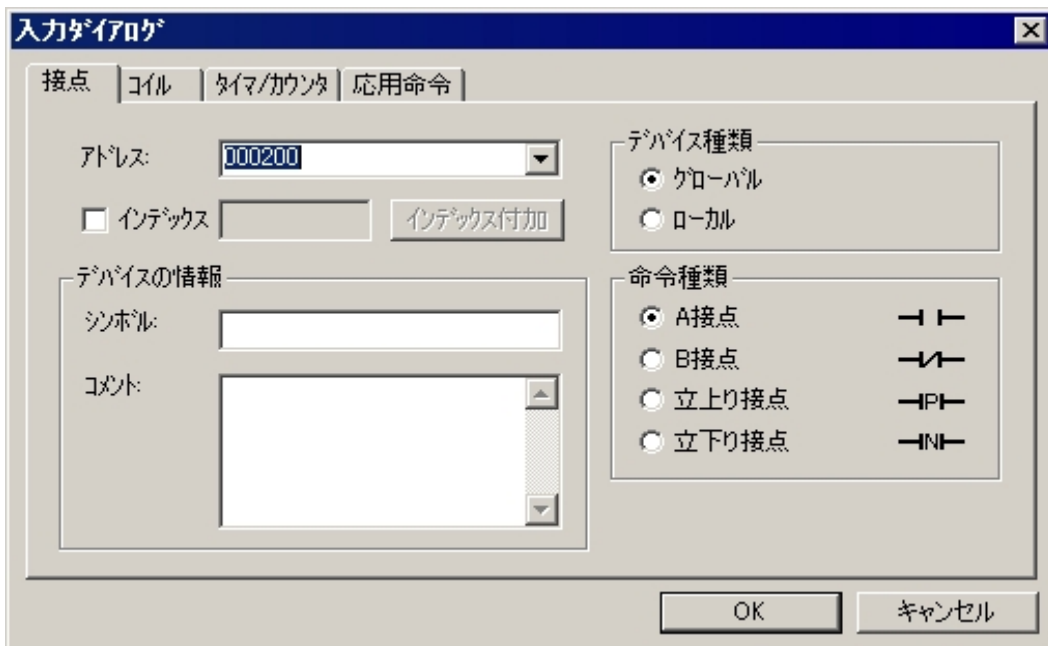 入力ﾀﾞｲｱﾛｸﾞ
接点 ｺｲﾙ ﾀｲﾏ/ｶｳﾝﾀ 応用命令
ｱﾄﾞﾚｽ: 000200
ｲﾝﾃﾞｯｸｽ ｲﾝﾃﾞｯｸｽ付加
ﾃﾞﾊﾞｲｽの情報
ｼﾝﾎﾞﾙ:
ｺﾒﾝﾄ:
ﾃﾞﾊﾞｲｽ種類
ｸﾞﾛｰﾊﾞﾙ
ﾛｰｶﾙ
命令種類
A接点
B接点
立上り接点 P
立下り接点 N
OK キャンセル